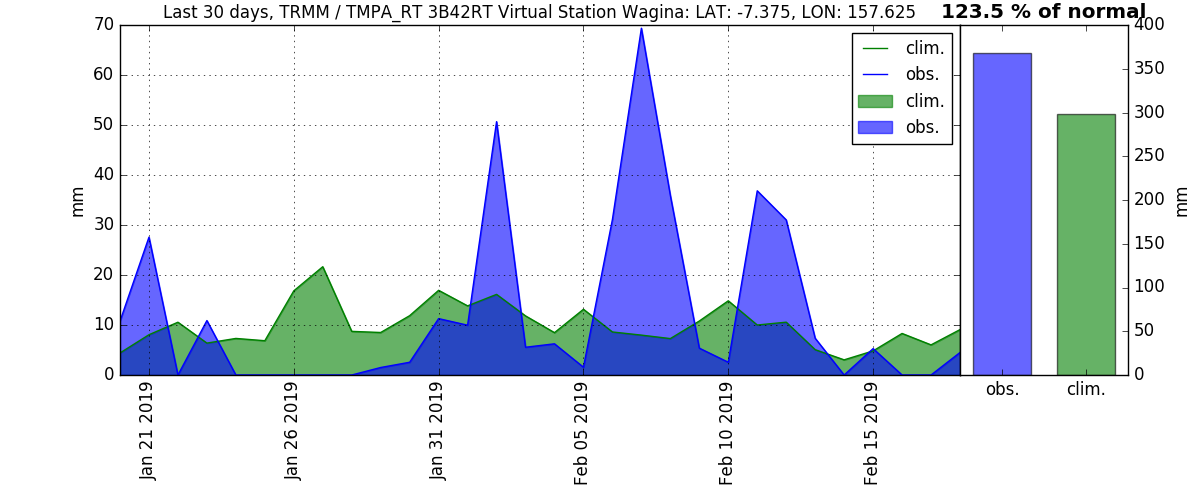 Last 30 days, TRMM / TMPA_RT 3B42RT Virtual Station Wagina: LAT: -7.375, LON: 157.625
123.5 % of normal
70
60
50
40
30
20
10
0
mm
clim.
obs.
clim.
obs.
400
350
300
250
200
150
100
50
0
mm
obs.
clim.
Jan 21 2019
Jan 26 2019
Jan 31 2019
Feb 05 2019
Feb 10 2019
Feb 15 2019